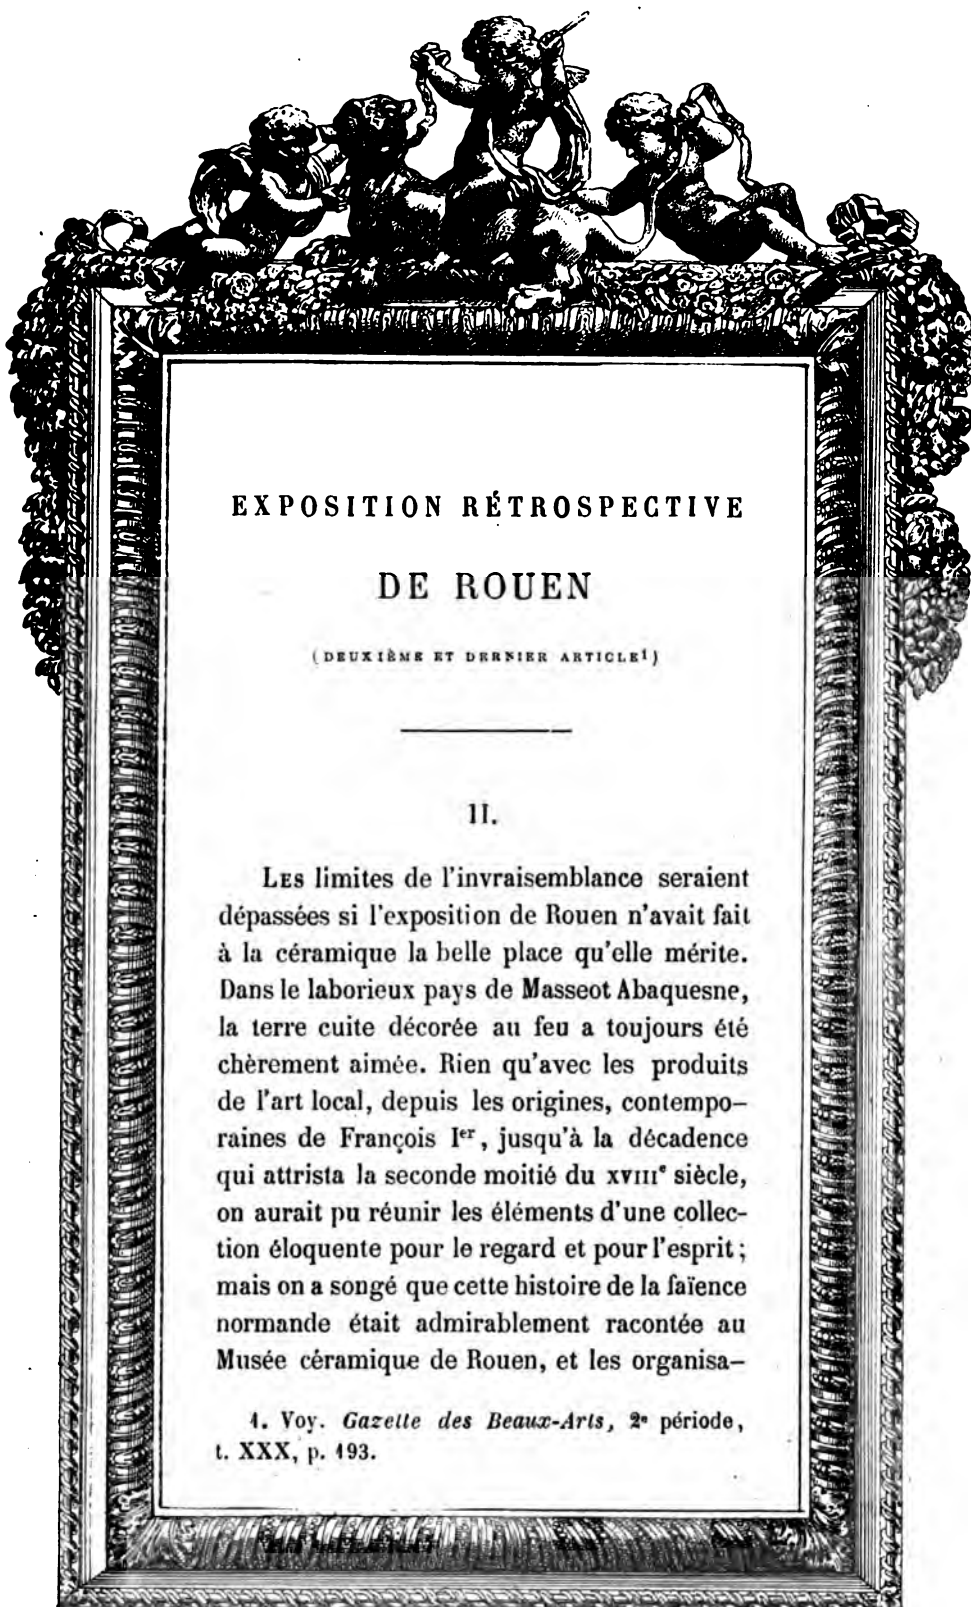 EXPOSITION RÉTROSPECTIVE
DE ROUEN
(DEUXIÈME ET DERNIER ARTICLE¹)
II.
LES limites de l'invraisemblance seraient
dépassées si l'exposition de Rouen n'avait fait
à la céramique la belle place qu'elle mérite.
Dans le laborieux pays de Masseot Abaquesne,
la terre cuite décorée au feu a toujours été
chèrement aimée. Rien qu'avec les produits
de l'art local, depuis les origines, contempo-
raines de François Iᵉʳ, jusqu'à la décadence
qui attrista la seconde moitié du XVIIIᵉ siècle,
on aurait pu réunir les éléments d'une collec-
tion éloquente pour le regard et pour l'esprit;
mais on a songé que cette histoire de la faïence
normande était admirablement racontée au
Musée céramique de Rouen, et les organisa-
1. Voy. Gazette des Beaux-Arts, 2ᵉ période,
t. XXX, p. 193.